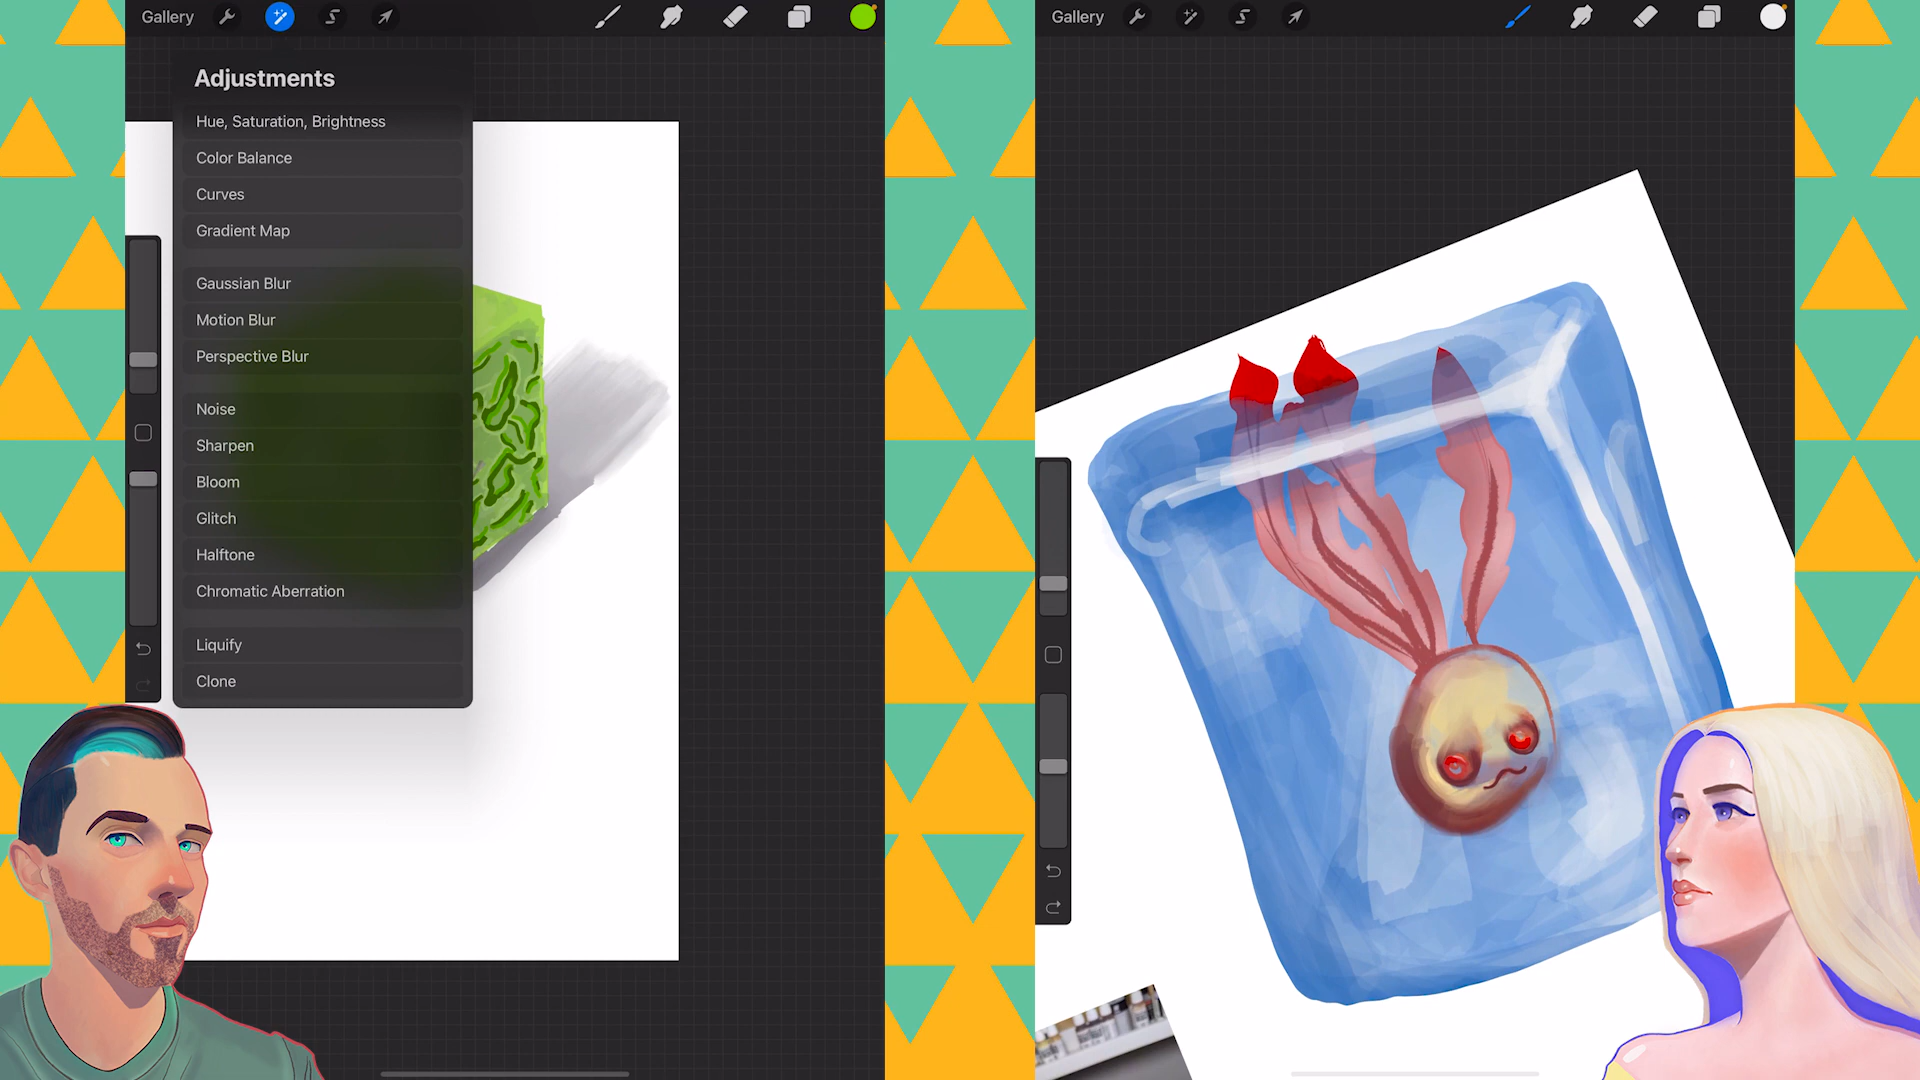 Gallery
Adjustments
Hue, Saturation, Brightness
Color Balance
Curves
Gradient Map
Gaussian Blur
Motion Blur
Perspective Blur
Noise
Sharpen
Bloom
Glitch
Halftone
Chromatic Aberration
Liquify
Clone
Gallery